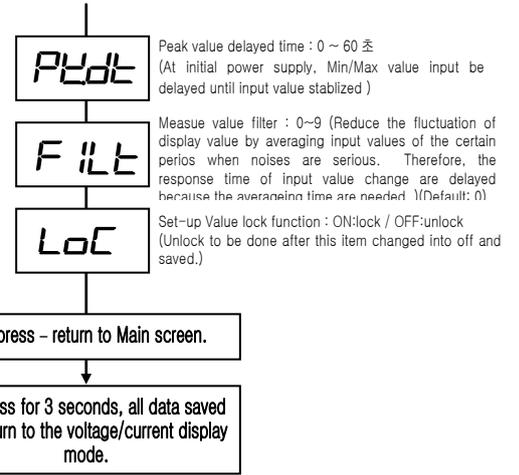 PV.dt
Peak value delayed time : 0 ~ 60 초
(At initial power supply, Min/Max value input be
delayed until input value stablized )
FILt
Measue value filter : 0~9 (Reduce the fluctuation of
display value by averaging input values of the certain
perios when noises are serious. Therefore, the
response time of input value change are delayed
because the averageing time are needed. )(Default: 0)
LoC
Set-up Value lock function : ON:lock / OFF:unlock
(Unlock to be done after this item changed into off and
saved.)
press – return to Main screen.
for 3 seconds, all data saved
to the voltage/current display
mode.